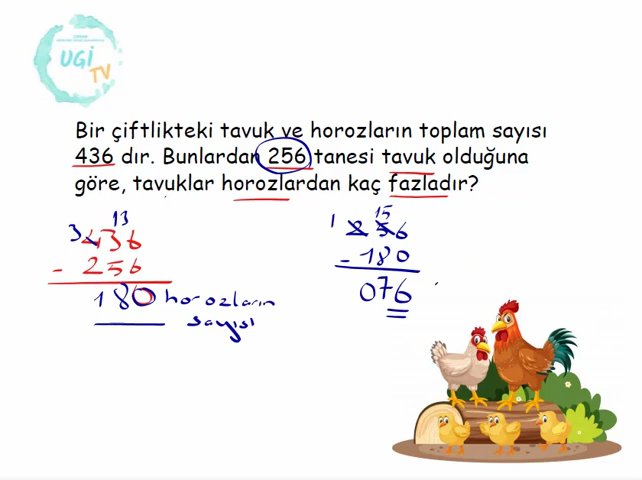 UGİ
TV
Bir çiftlikteki tavuk ve horozların toplam sayısı
436 dır. Bunlardan 256 tanesi tavuk olduğuna
göre, tavuklar horozlardan kaç fazladır?
3 13
436
- 256
180 horozların
sayısı
1 15
256
- 180
076